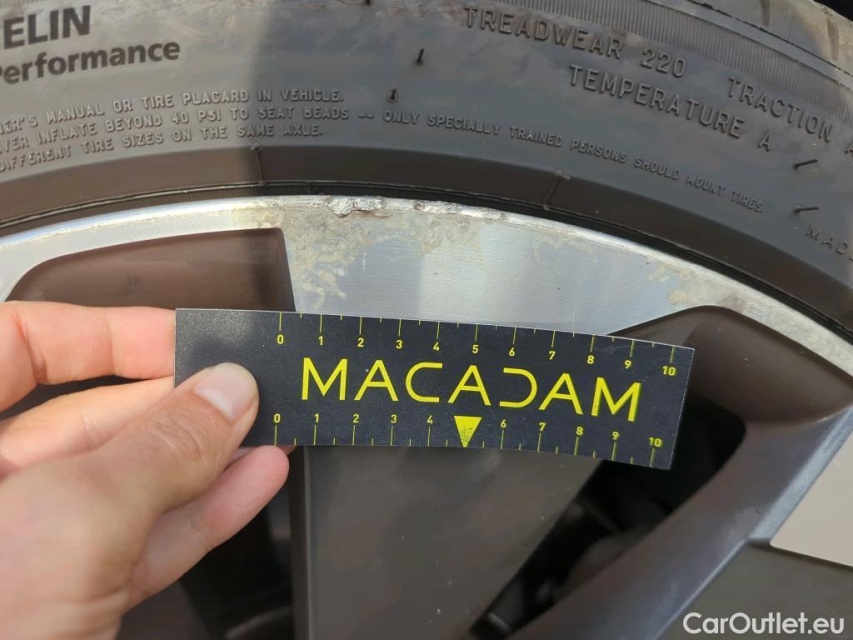 ELIN
Performance
TREADWEAR 220 TRACTION
TEMPERATURE A
ER'S MANUAL OR TIRE PLACARD IN VEHICLE.
VER INFLATE BEYOND 40 PSI TO SEAT BEADS -- ONLY SPECIALLY TRAINED PERSONS SHOULD MOUNT TIRES.
DIFFERENT TIRE SIZES ON THE SAME AXLE.
MAD
0 1 2 3 4 5 6 7 8 9 10
MACADAM
0 1 2 3 4 6 7 8 9 10
CarOutlet.eu